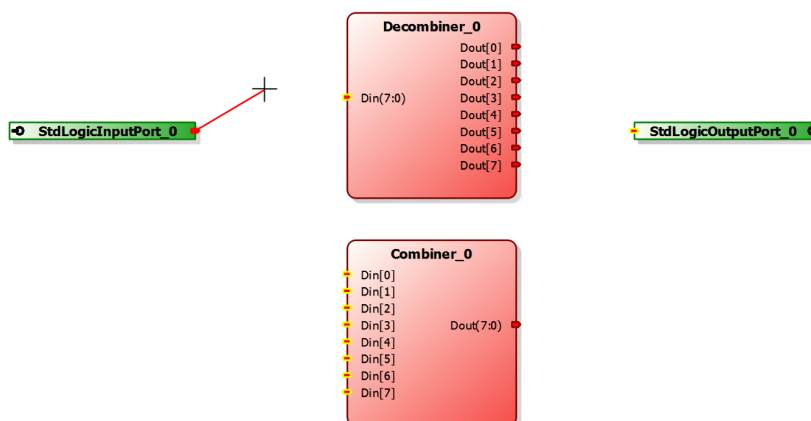 Decombiner_0
Dout[0]
Dout[1]
Dout[2]
Din(7:0)
Dout[3]
Dout[4]
StdLogicInputPort_0
Dout[5]
StdLogicOutputPort_0
Dout[6]
Dout[7]
Combiner_0
Din[0]
Din[1]
Din[2]
Din[3]
Dout(7:0)
Din[4]
Din[5]
Din[6]
Din[7]